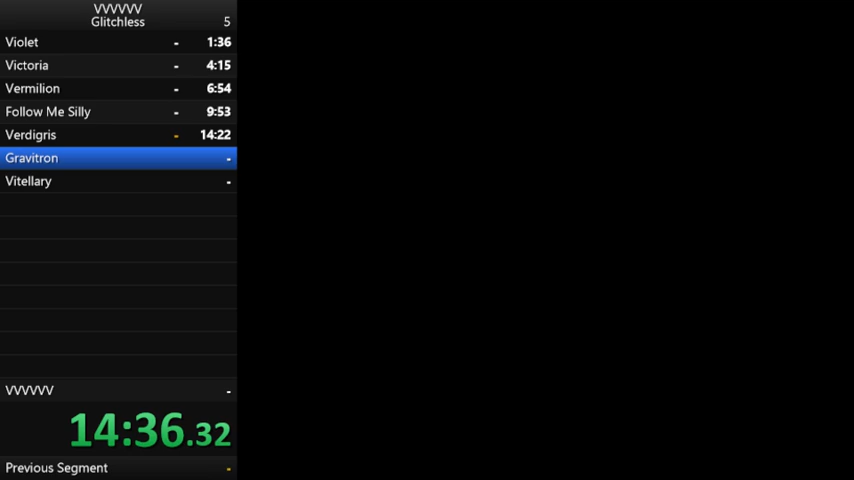 VVVVVV
Glitchless 5
Violet - 1:36
Victoria - 4:15
Vermilion - 6:54
Follow Me Silly - 9:53
Verdigris - 14:22
Gravitron -
Vitellary -
VVVVVV -
14:36.32
Previous Segment -